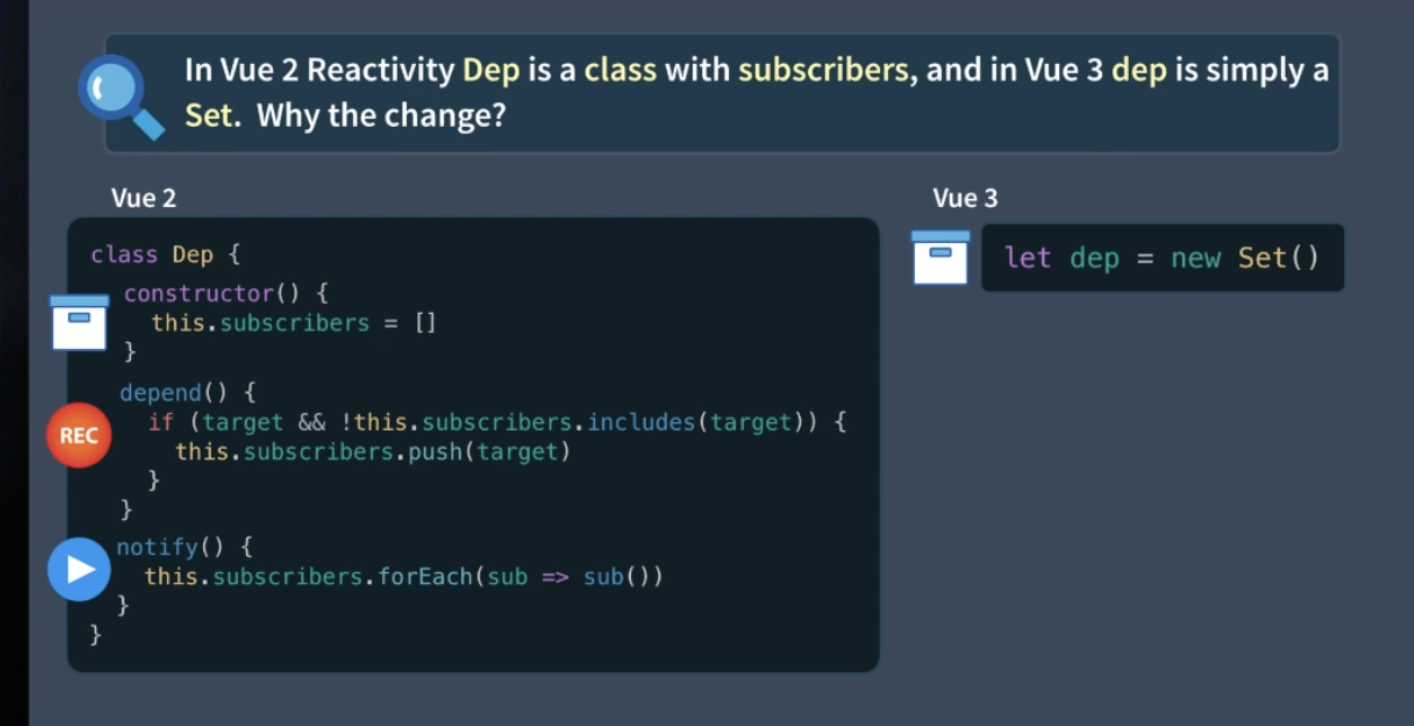 In Vue 2 Reactivity Dep is a class with subscribers, and in Vue 3 dep is simply a
Set.  Why the change?
Vue 2
class Dep {
constructor() {
this.subscribers = []
}
depend() {
if (target && !this.subscribers.includes(target)) {
this.subscribers.push(target)
}
}
notify() {
this.subscribers.forEach(sub => sub())
}
}
REC
Vue 3
let dep = new Set()